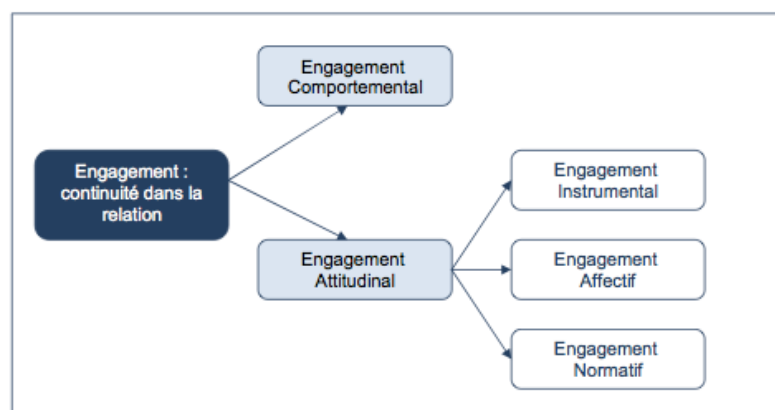 Engagement
Comportemental
Engagement :
continuité dans la
relation
Engagement
Attitudinal
Engagement
Instrumental
Engagement
Affectif
Engagement
Normatif